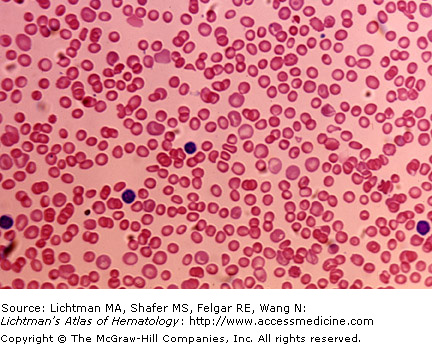 Source: Lichtman MA, Shafer MS, Felgar RE, Wang N:
Lichtman's Atlas of Hematology: http://www.accessmedicine.com
Copyright © The McGraw-Hill Companies, Inc. All rights reserved.